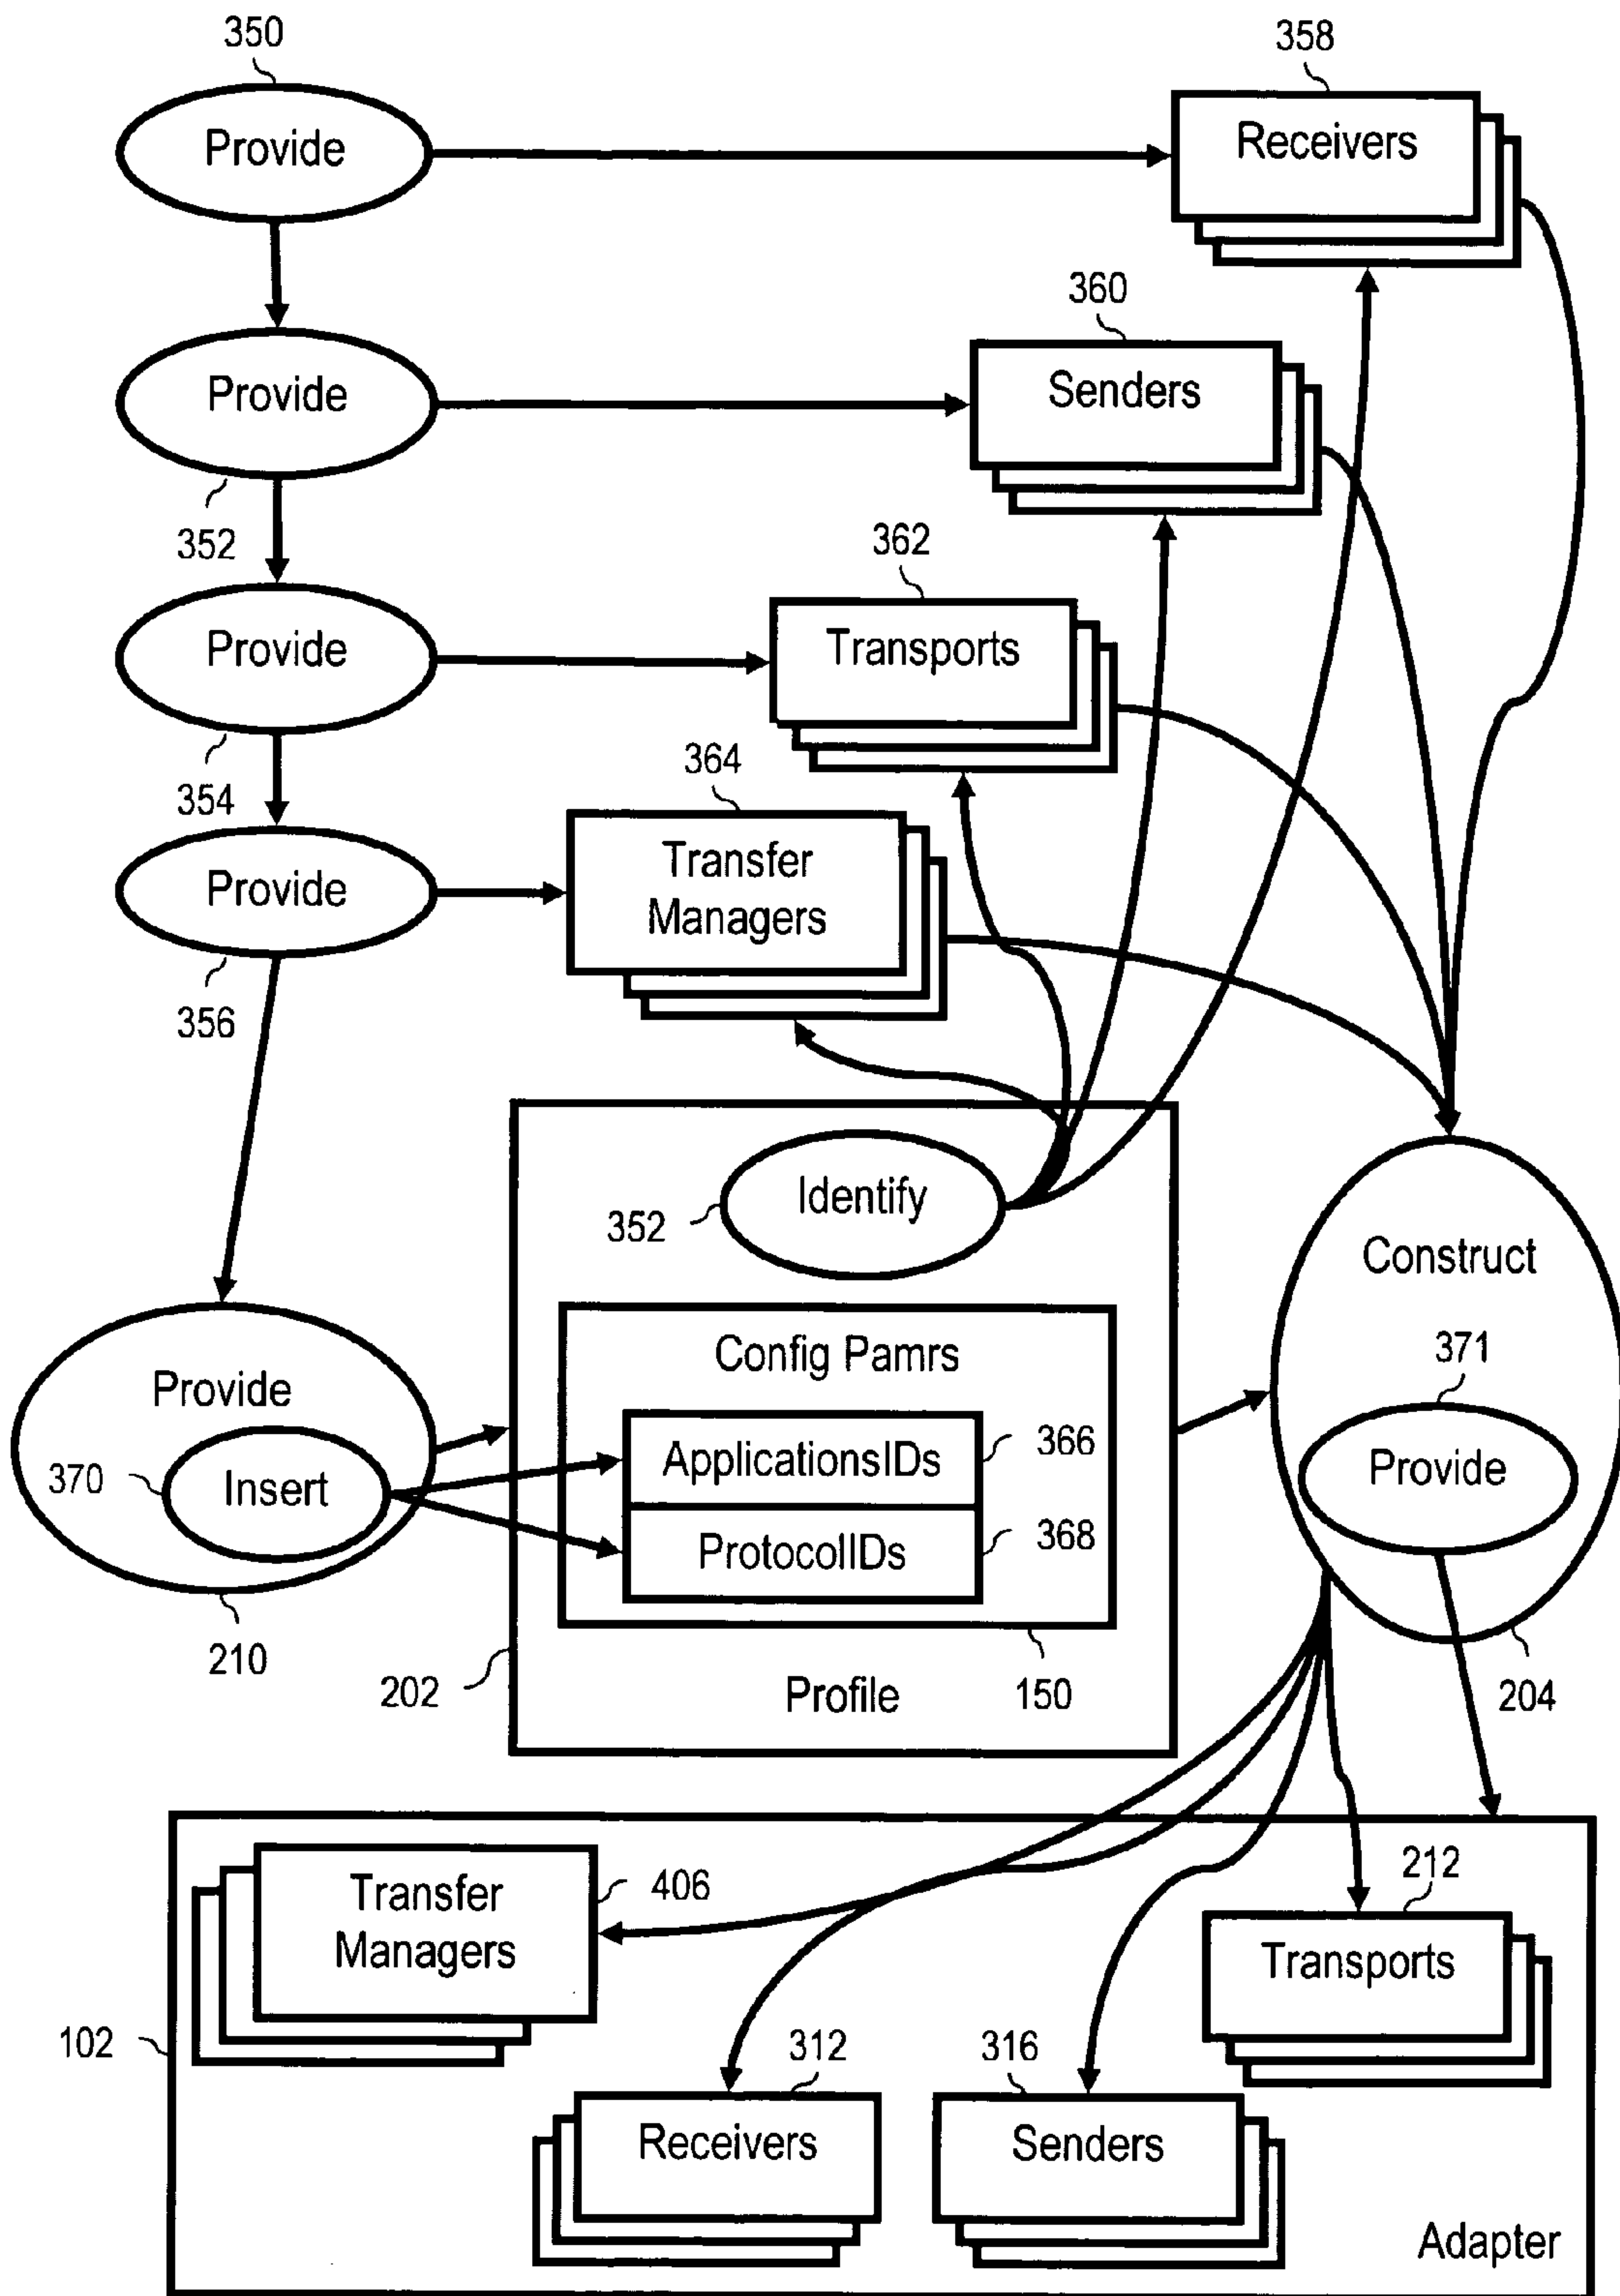 350
358
Provide
Receivers
360
Provide
Senders
352
362
Provide
Transports
354
364
Provide
Transfer
Managers
356
Identify
352
Construct
Config Pamrs
371
Provide
ApplicationsIDs
366
Provide
370
Insert
ProtocolIDs
368
210
202
Profile
150
204
Transfer
Managers
406
212
Transports
102
312
316
Receivers
Senders
Adapter